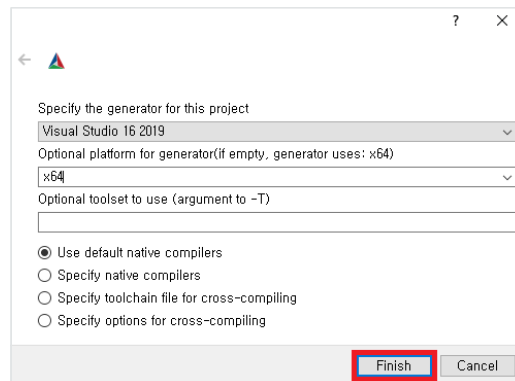 ?
Specify the generator for this project
Visual Studio 16 2019
Optional platform for generator(if empty, generator uses: x64)
x64
Optional toolset to use (argument to -T)
Use default native compilers
Specify native compilers
Specify toolchain file for cross-compiling
Specify options for cross-compiling
Finish Cancel